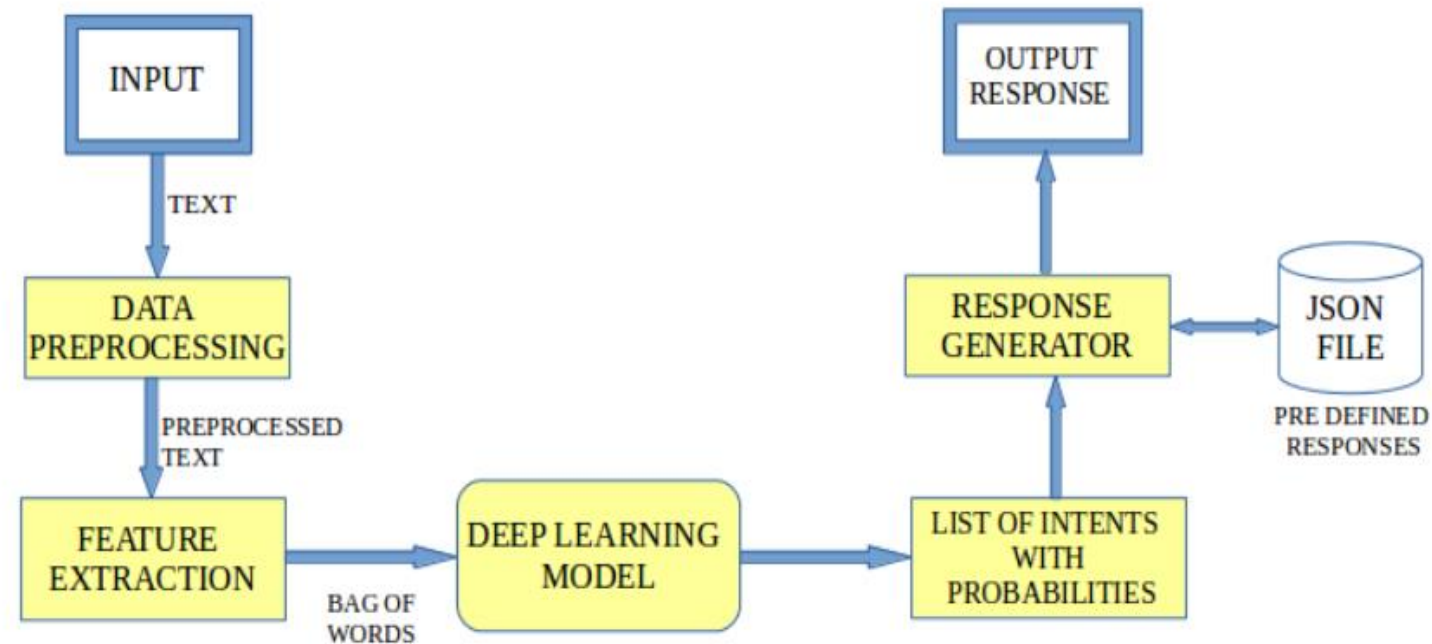 INPUT
TEXT
DATA
PREPROCESSING
PREPROCESSED
TEXT
FEATURE
EXTRACTION
BAG OF
WORDS
DEEP LEARNING
MODEL
LIST OF INTENTS
WITH
PROBABILITIES
RESPONSE
GENERATOR
JSON
FILE
PRE DEFINED
RESPONSES
OUTPUT
RESPONSE